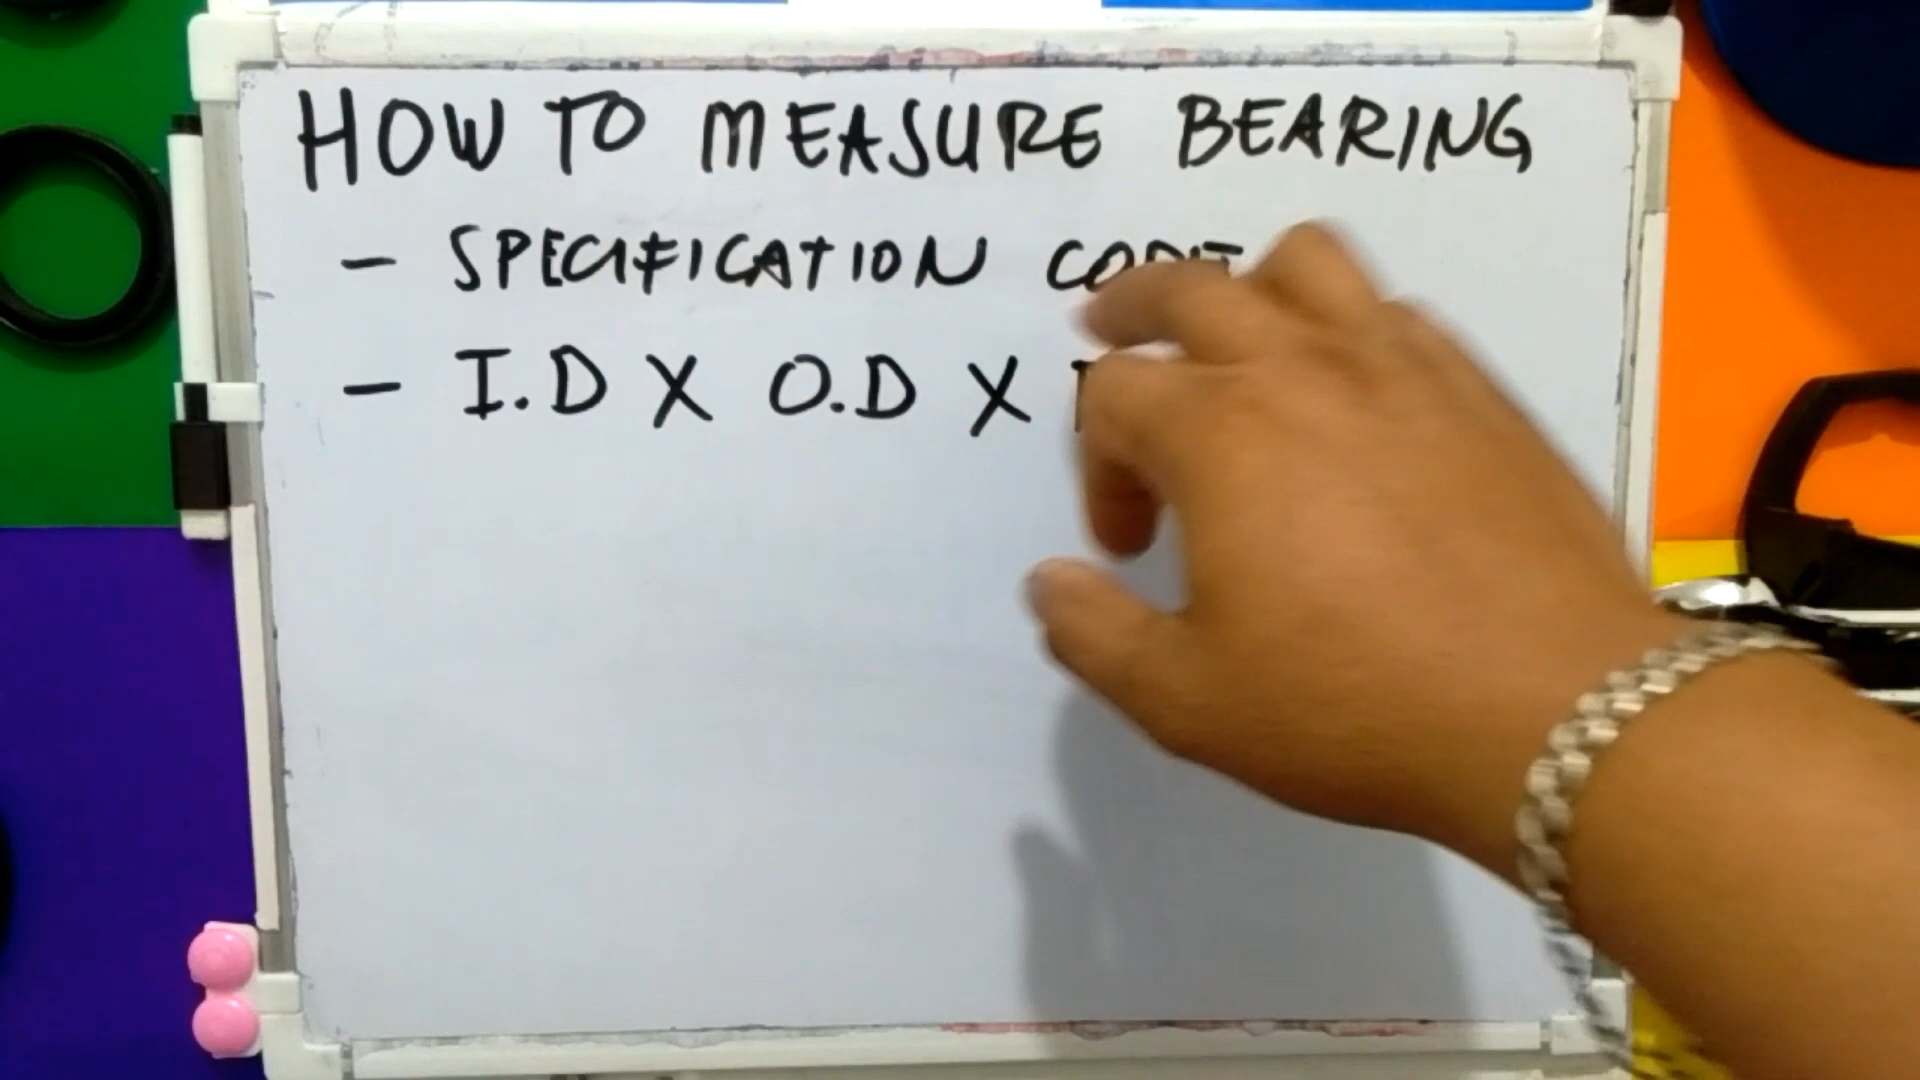 HOW TO MEASURE BEARING
- SPECIFICATION CODE
- I.D X O.D X